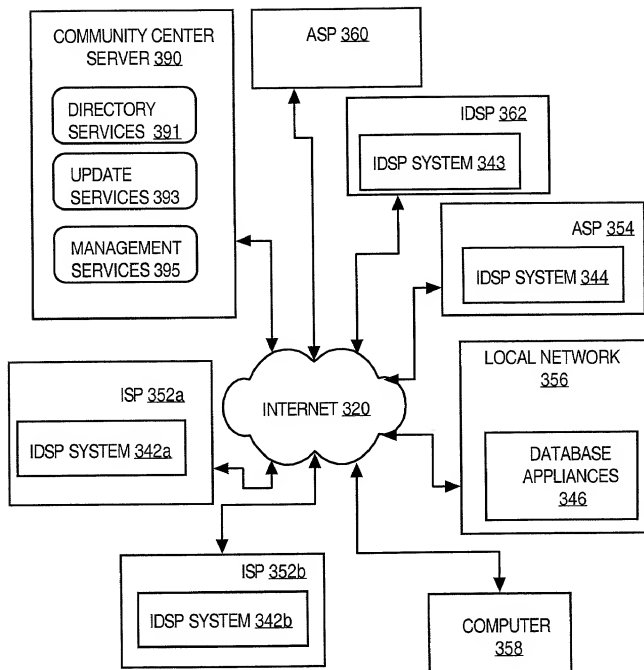 COMMUNITY CENTER
SERVER 390
DIRECTORY
SERVICES 391
UPDATE
SERVICES 393
MANAGEMENT
SERVICES 395
ASP 360
IDSP 362
IDSP SYSTEM 343
ASP 354
IDSP SYSTEM 344
LOCAL NETWORK
356
DATABASE
APPLIANCES
346
INTERNET 320
ISP 352a
IDSP SYSTEM 342a
ISP 352b
IDSP SYSTEM 342b
COMPUTER
358